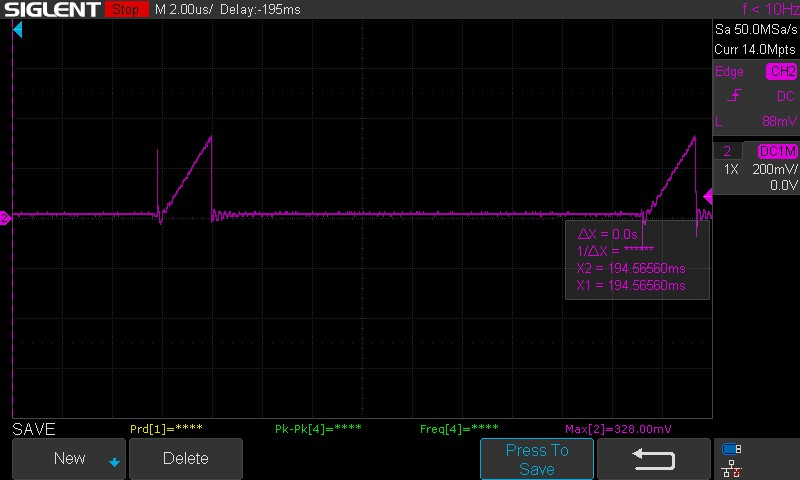 SIGLENT Stop M 2.00us/ Delay:-195ms f < 10Hz
Sa 50.0MSa/s
Curr 14.0Mpts
Edge CH2
DC
L 88mV
2 DC1M
1X 200mV/
0.0V
2
ΔX = 0.0s
1/ΔX = ******
X2 = 194.56560ms
X1 = 194.56560ms
SAVE Prd[1]=**** Pk-Pk[4]=**** Freq[4]=**** Max[2]=328.00mV
New Delete Press To
Save